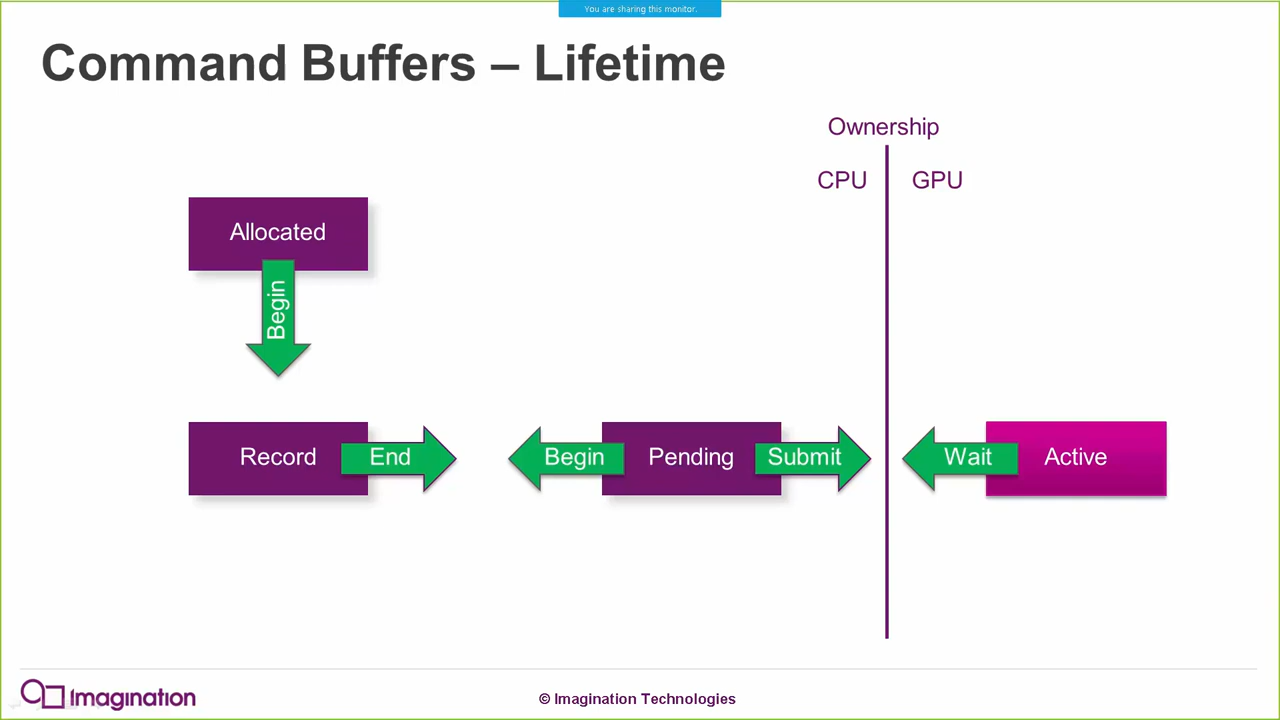 You are sharing this monitor.
Command Buffers – Lifetime
Ownership
CPU GPU
Allocated
Begin
Record End Begin Pending Submit Wait Active
Imagination
© Imagination Technologies